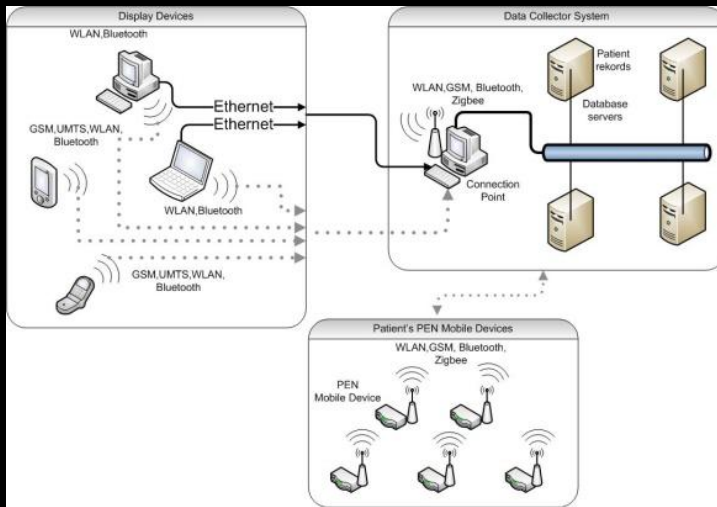 Display Devices
WLAN,Bluetooth
Ethernet
Ethernet
GSM,UMTS,WLAN,
Bluetooth
WLAN,Bluetooth
GSM,UMTS,WLAN,
Bluetooth
Data Collector System
WLAN,GSM, Bluetooth,
Zigbee
Patient
rekords
Database
servers
Connection
Point
Patient's PEN Mobile Devices
WLAN,GSM, Bluetooth,
Zigbee
PEN
Mobile Device